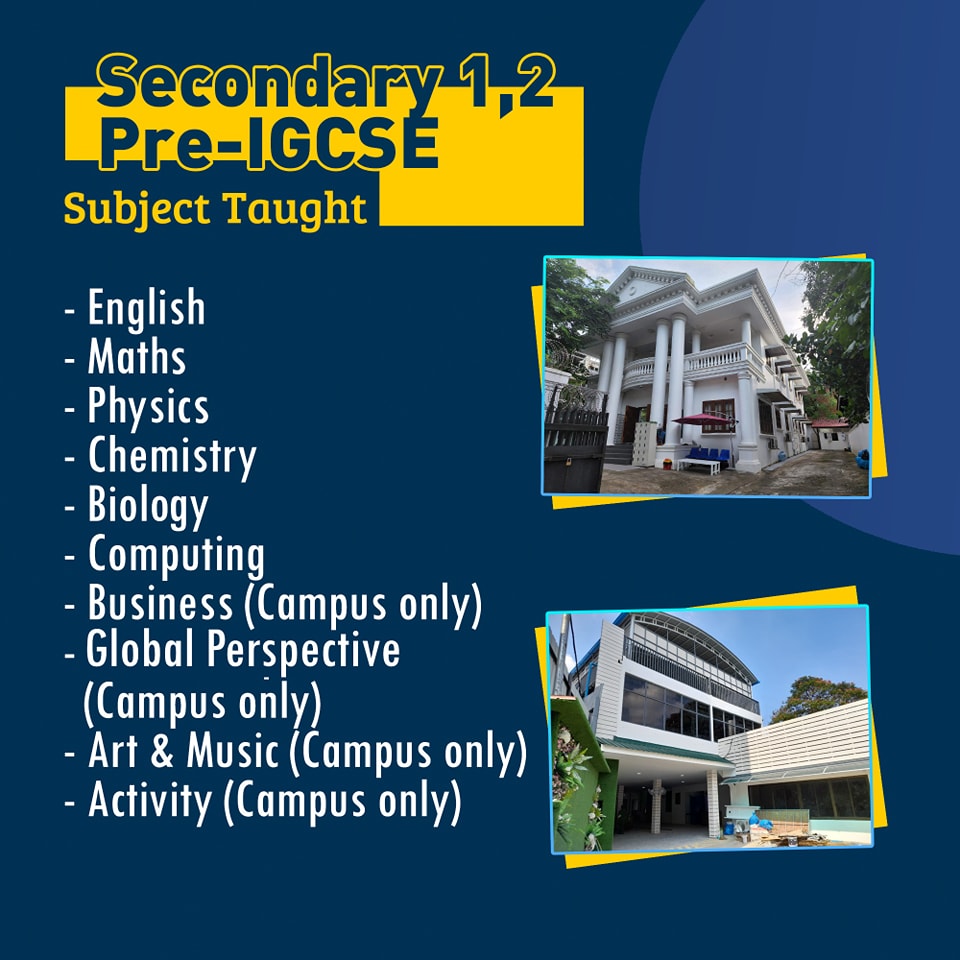 Secondary 1,2
Pre-IGCSE
Subject Taught
- English
- Maths
- Physics
- Chemistry
- Biology
- Computing
- Business (Campus only)
- Global Perspective
(Campus only)
- Art & Music (Campus only)
- Activity (Campus only)